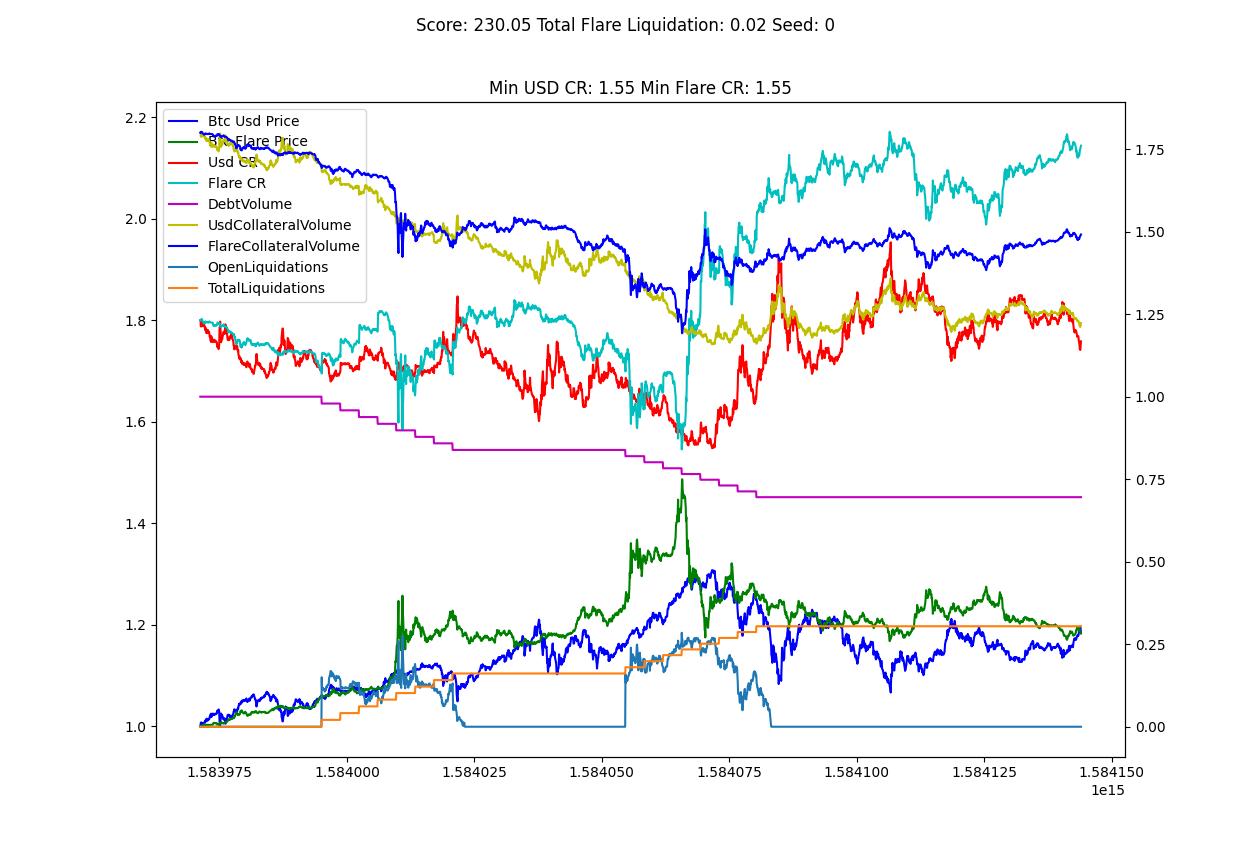 Score: 230.05 Total Flare Liquidation: 0.02 Seed: 0
Min USD CR: 1.55 Min Flare CR: 1.55
Btc Usd Price
Btc Flare Price
Usd CR
Flare CR
DebtVolume
UsdCollateralVolume
FlareCollateralVolume
OpenLiquidations
TotalLiquidations
2.2
2.0
1.8
1.6
1.4
1.2
1.0
1.75
1.50
1.25
1.00
0.75
0.50
0.25
0.00
1.583975 1.584000 1.584025 1.584050 1.584075 1.584100 1.584125 1.584150
1e15